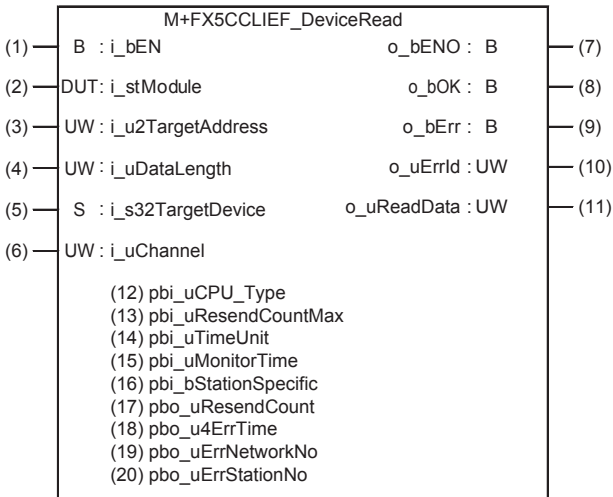 M+FX5CCLIEF_DeviceRead
(1) B : i_bEN o_bENO : B (7)
(2) DUT: i_stModule o_bOK : B (8)
(3) UW : i_u2TargetAddress o_bErr : B (9)
(4) UW : i_uDataLength o_uErrId : UW (10)
(5) S : i_s32TargetDevice o_uReadData : UW (11)
(6) UW : i_uChannel
(12) pbi_uCPU_Type
(13) pbi_uResendCountMax
(14) pbi_uTimeUnit
(15) pbi_uMonitorTime
(16) pbi_bStationSpecific
(17) pbo_uResendCount
(18) pbo_u4ErrTime
(19) pbo_uErrNetworkNo
(20) pbo_uErrStationNo